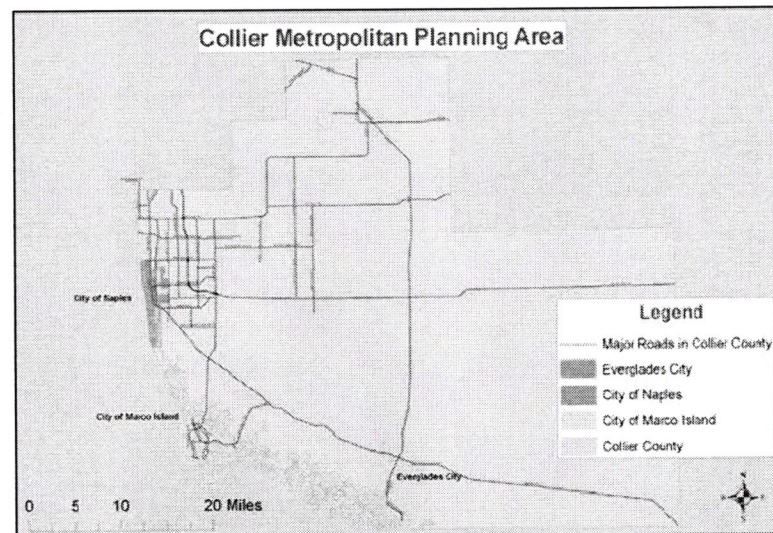 Collier Metropolitan Planning Area
City of Naples
City of Marco Island
Everglades City
Legend
Major Roads in Collier County
Everglades City
City of Naples
City of Marco Island
Collier County
0 5 10 20 Miles
N
W E
S